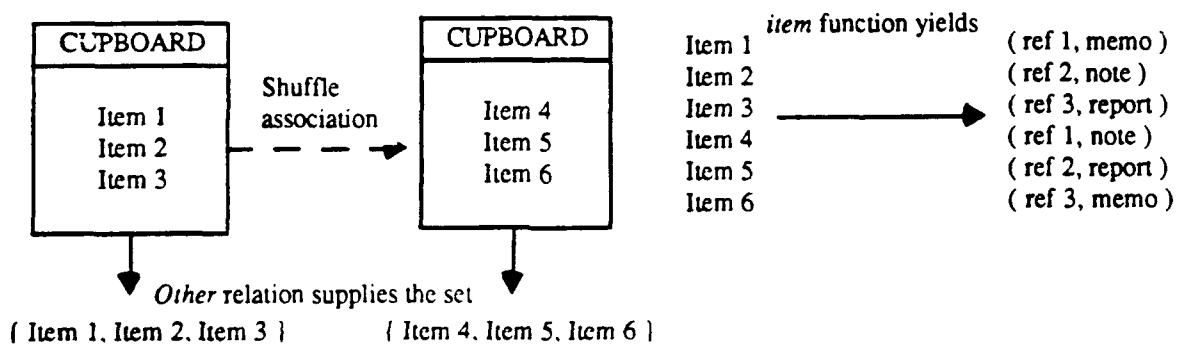 CUPBOARD
Item 1
Item 2
Item 3
Shuffle
association
CUPBOARD
Item 4
Item 5
Item 6
item function yields
Item 1
Item 2
Item 3
Item 4
Item 5
Item 6
( ref 1, memo )
( ref 2, note )
( ref 3, report )
( ref 1, note )
( ref 2, report )
( ref 3, memo )
Other relation supplies the set
{ Item 1, Item 2, Item 3 }
{ Item 4, Item 5, Item 6 }